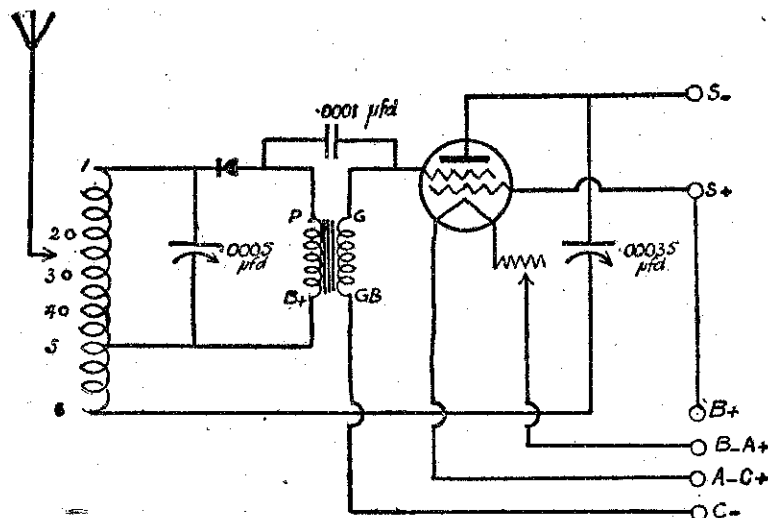 .0001 µfd
S-
1
P
G
S+
20
30
40
5
6
.0005
µfd
.00035
µfd
B+
GB
B+
B-A+
A-C+
C-